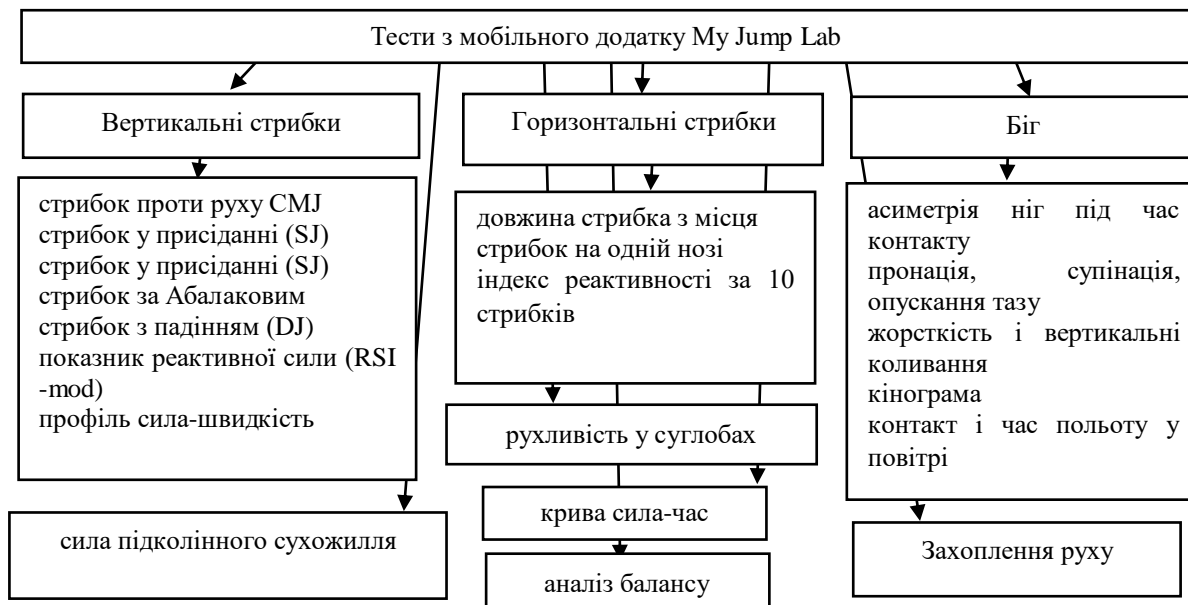 Тести з мобільного додатку My Jump Lab
Вертикальні стрибки
стрибок проти руху CMJ
стрибок у присіданні (SJ)
стрибок у присіданні (SJ)
стрибок за Абалаковим
стрибок з падінням (DJ)
показник реактивної сили (RSI
-mod)
профіль сила-швидкість
сила підколінного сухожилля
Горизонтальні стрибки
довжина стрибка з місця
стрибок на одній нозі
індекс реактивності за 10
стрибків
рухливість у суглобах
крива сила-час
аналіз балансу
Біг
асиметрія ніг під час
контакту
пронація, супінація,
опускання тазу
жорсткість і вертикальні
коливання
кінограма
контакт і час польоту у
повітрі
Захоплення руху